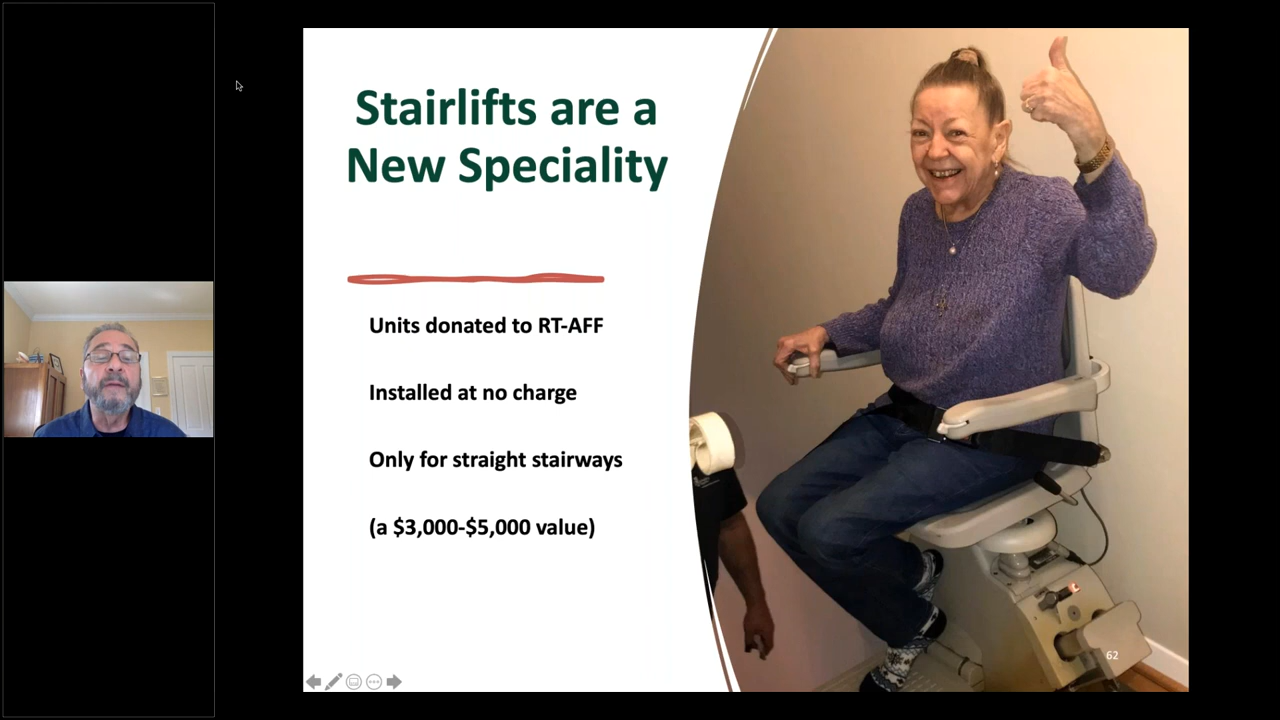 Stairlifts are a
New Speciality
Units donated to RT-AFF
Installed at no charge
Only for straight stairways
(a $3,000-$5,000 value)
62